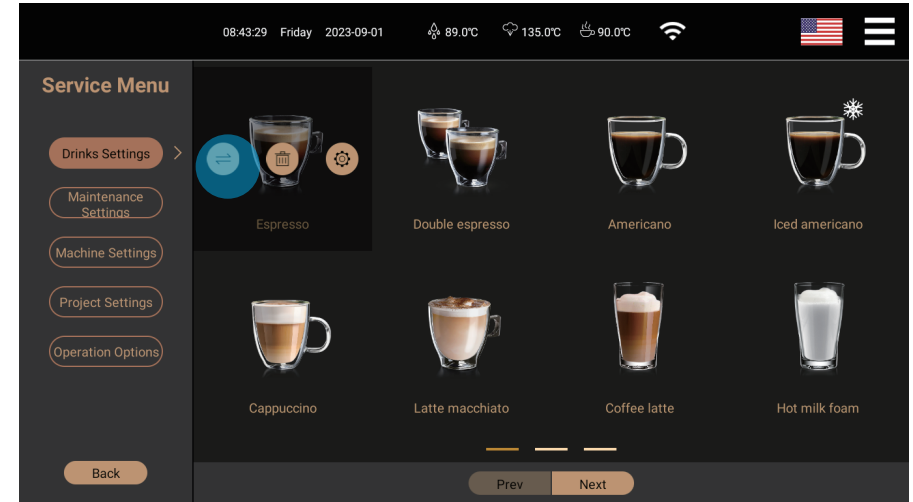 08:43:29 Friday 2023-09-01 89.0℃ 135.0℃ 90.0℃
Service Menu
Drinks Settings
Maintenance
Settings
Machine Settings
Project Settings
Operation Options
Back
Espresso
Double espresso
Americano
Iced americano
Cappuccino
Latte macchiato
Coffee latte
Hot milk foam
Prev
Next